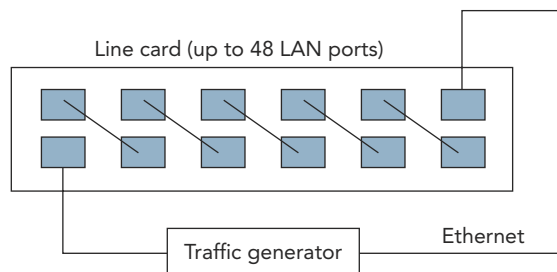 Line card (up to 48 LAN ports)
Ethernet
Traffic generator